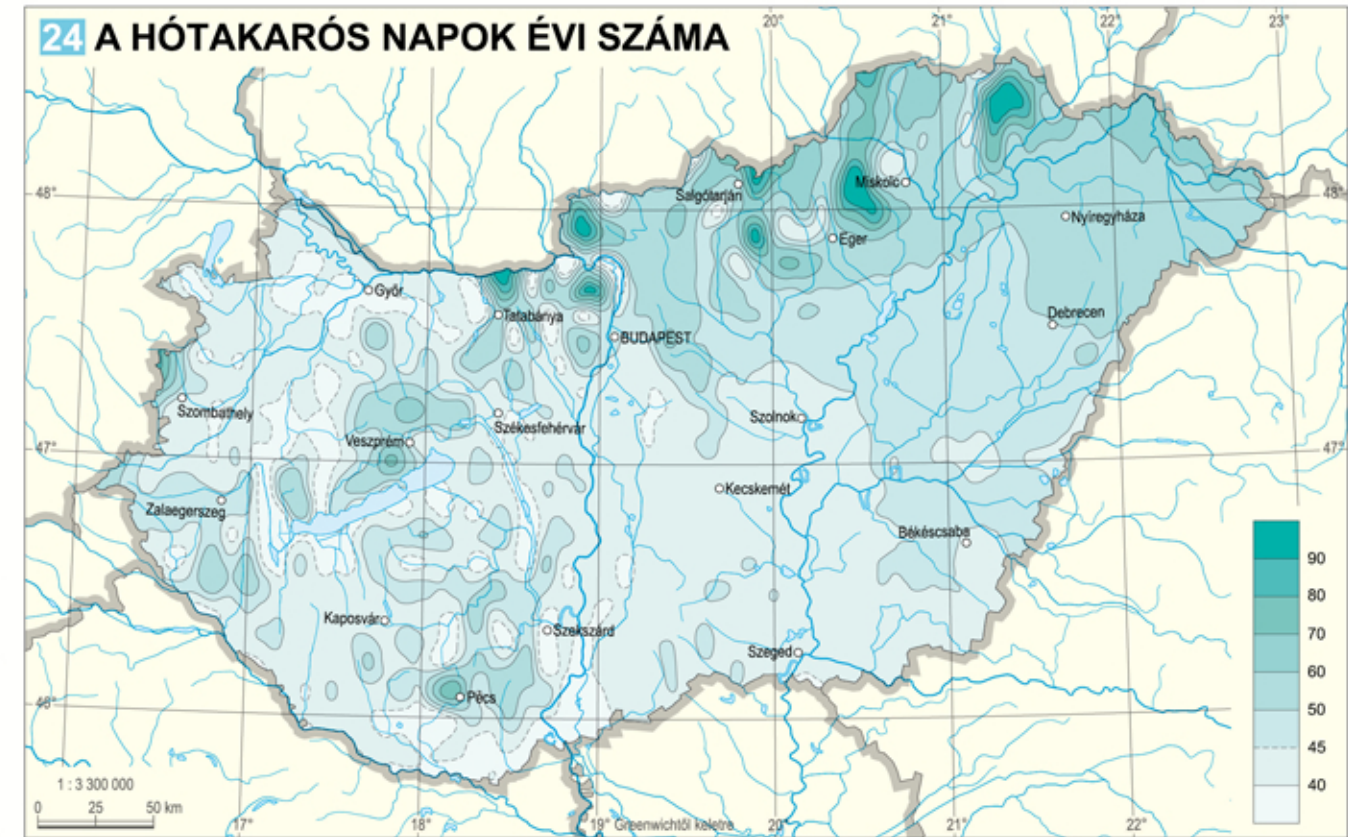 24 A HÓTAKARÓS NAPOK ÉVI SZÁMA
20°
21°
22°
23°
48°
48°
Salgótarján
Miskolc
Nyíregyháza
Eger
Győr
Tatabánya
Debrecen
BUDAPEST
Szombathely
Székesfehérvár
Szolnok
Veszprém
47°
47°
Kecskemét
Zalaegerszeg
Békéscsaba
90
80
Kaposvár
Szekszárd
70
Szeged
60
Pécs
48°
50
45
40
1 : 3 300 000
0 25 50 km
17°
18°
19°
Greenwichtől keletre
20°
21°
22°